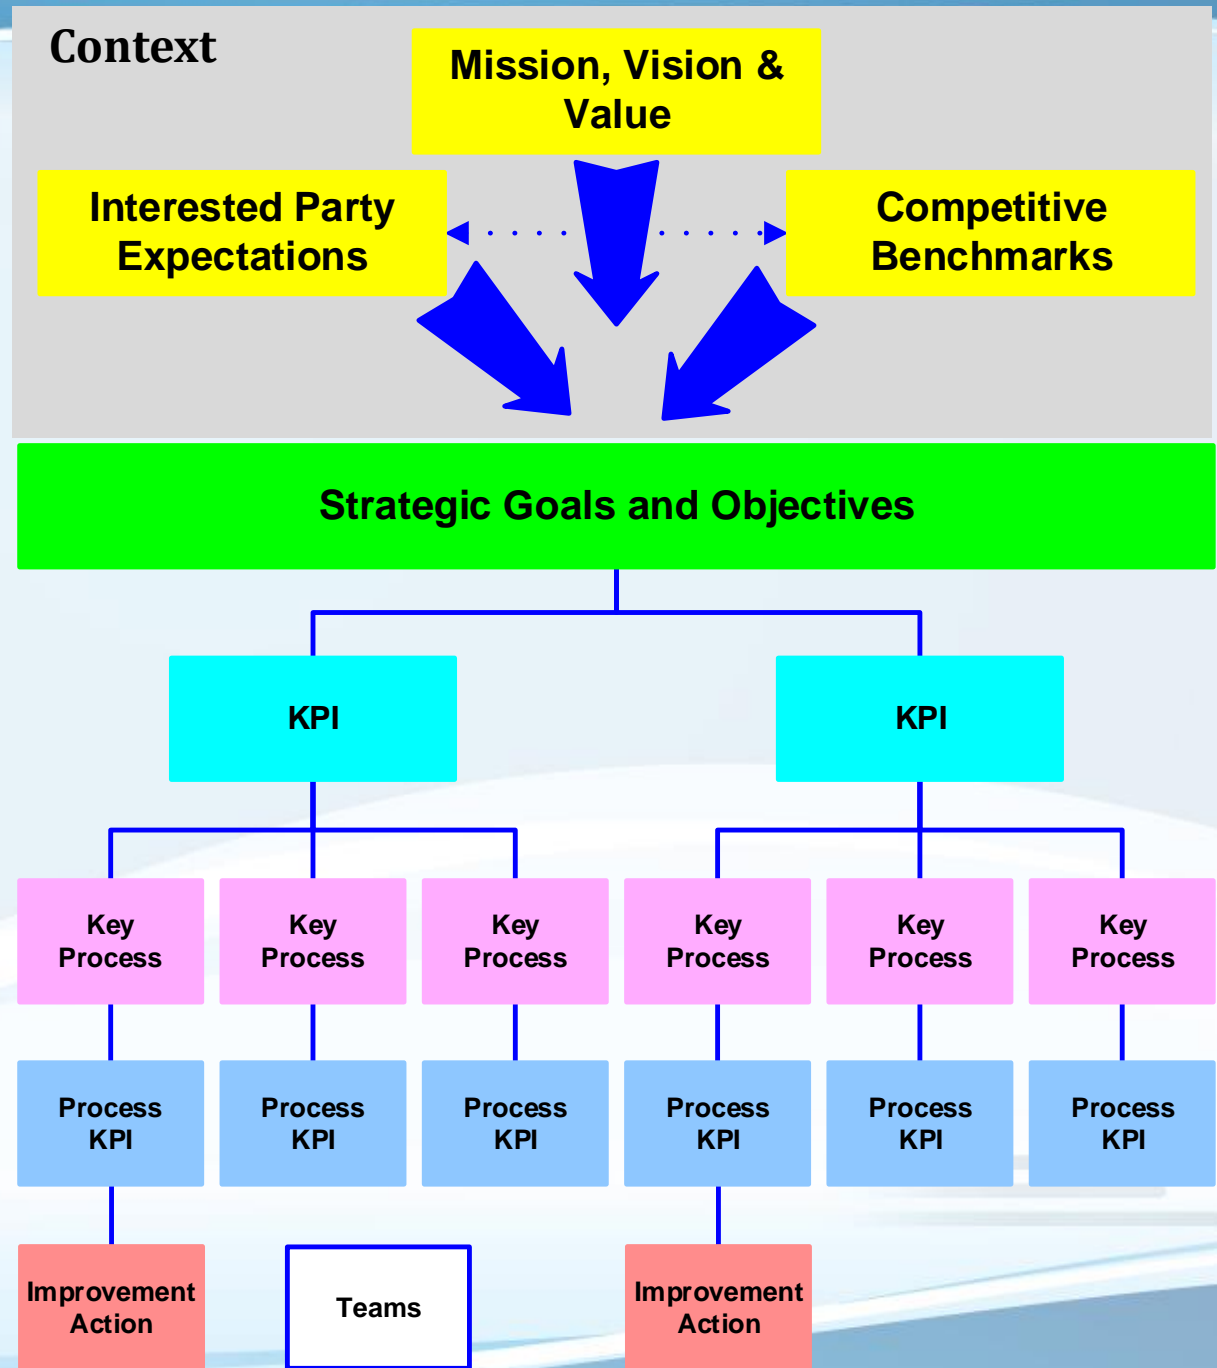 Context
Mission, Vision &
Value
Interested Party
Expectations
Competitive
Benchmarks
Strategic Goals and Objectives
KPI
KPI
Key
Process
Key
Process
Key
Process
Key
Process
Key
Process
Key
Process
Process
KPI
Process
KPI
Process
KPI
Process
KPI
Process
KPI
Process
KPI
Improvement
Action
Teams
Improvement
Action